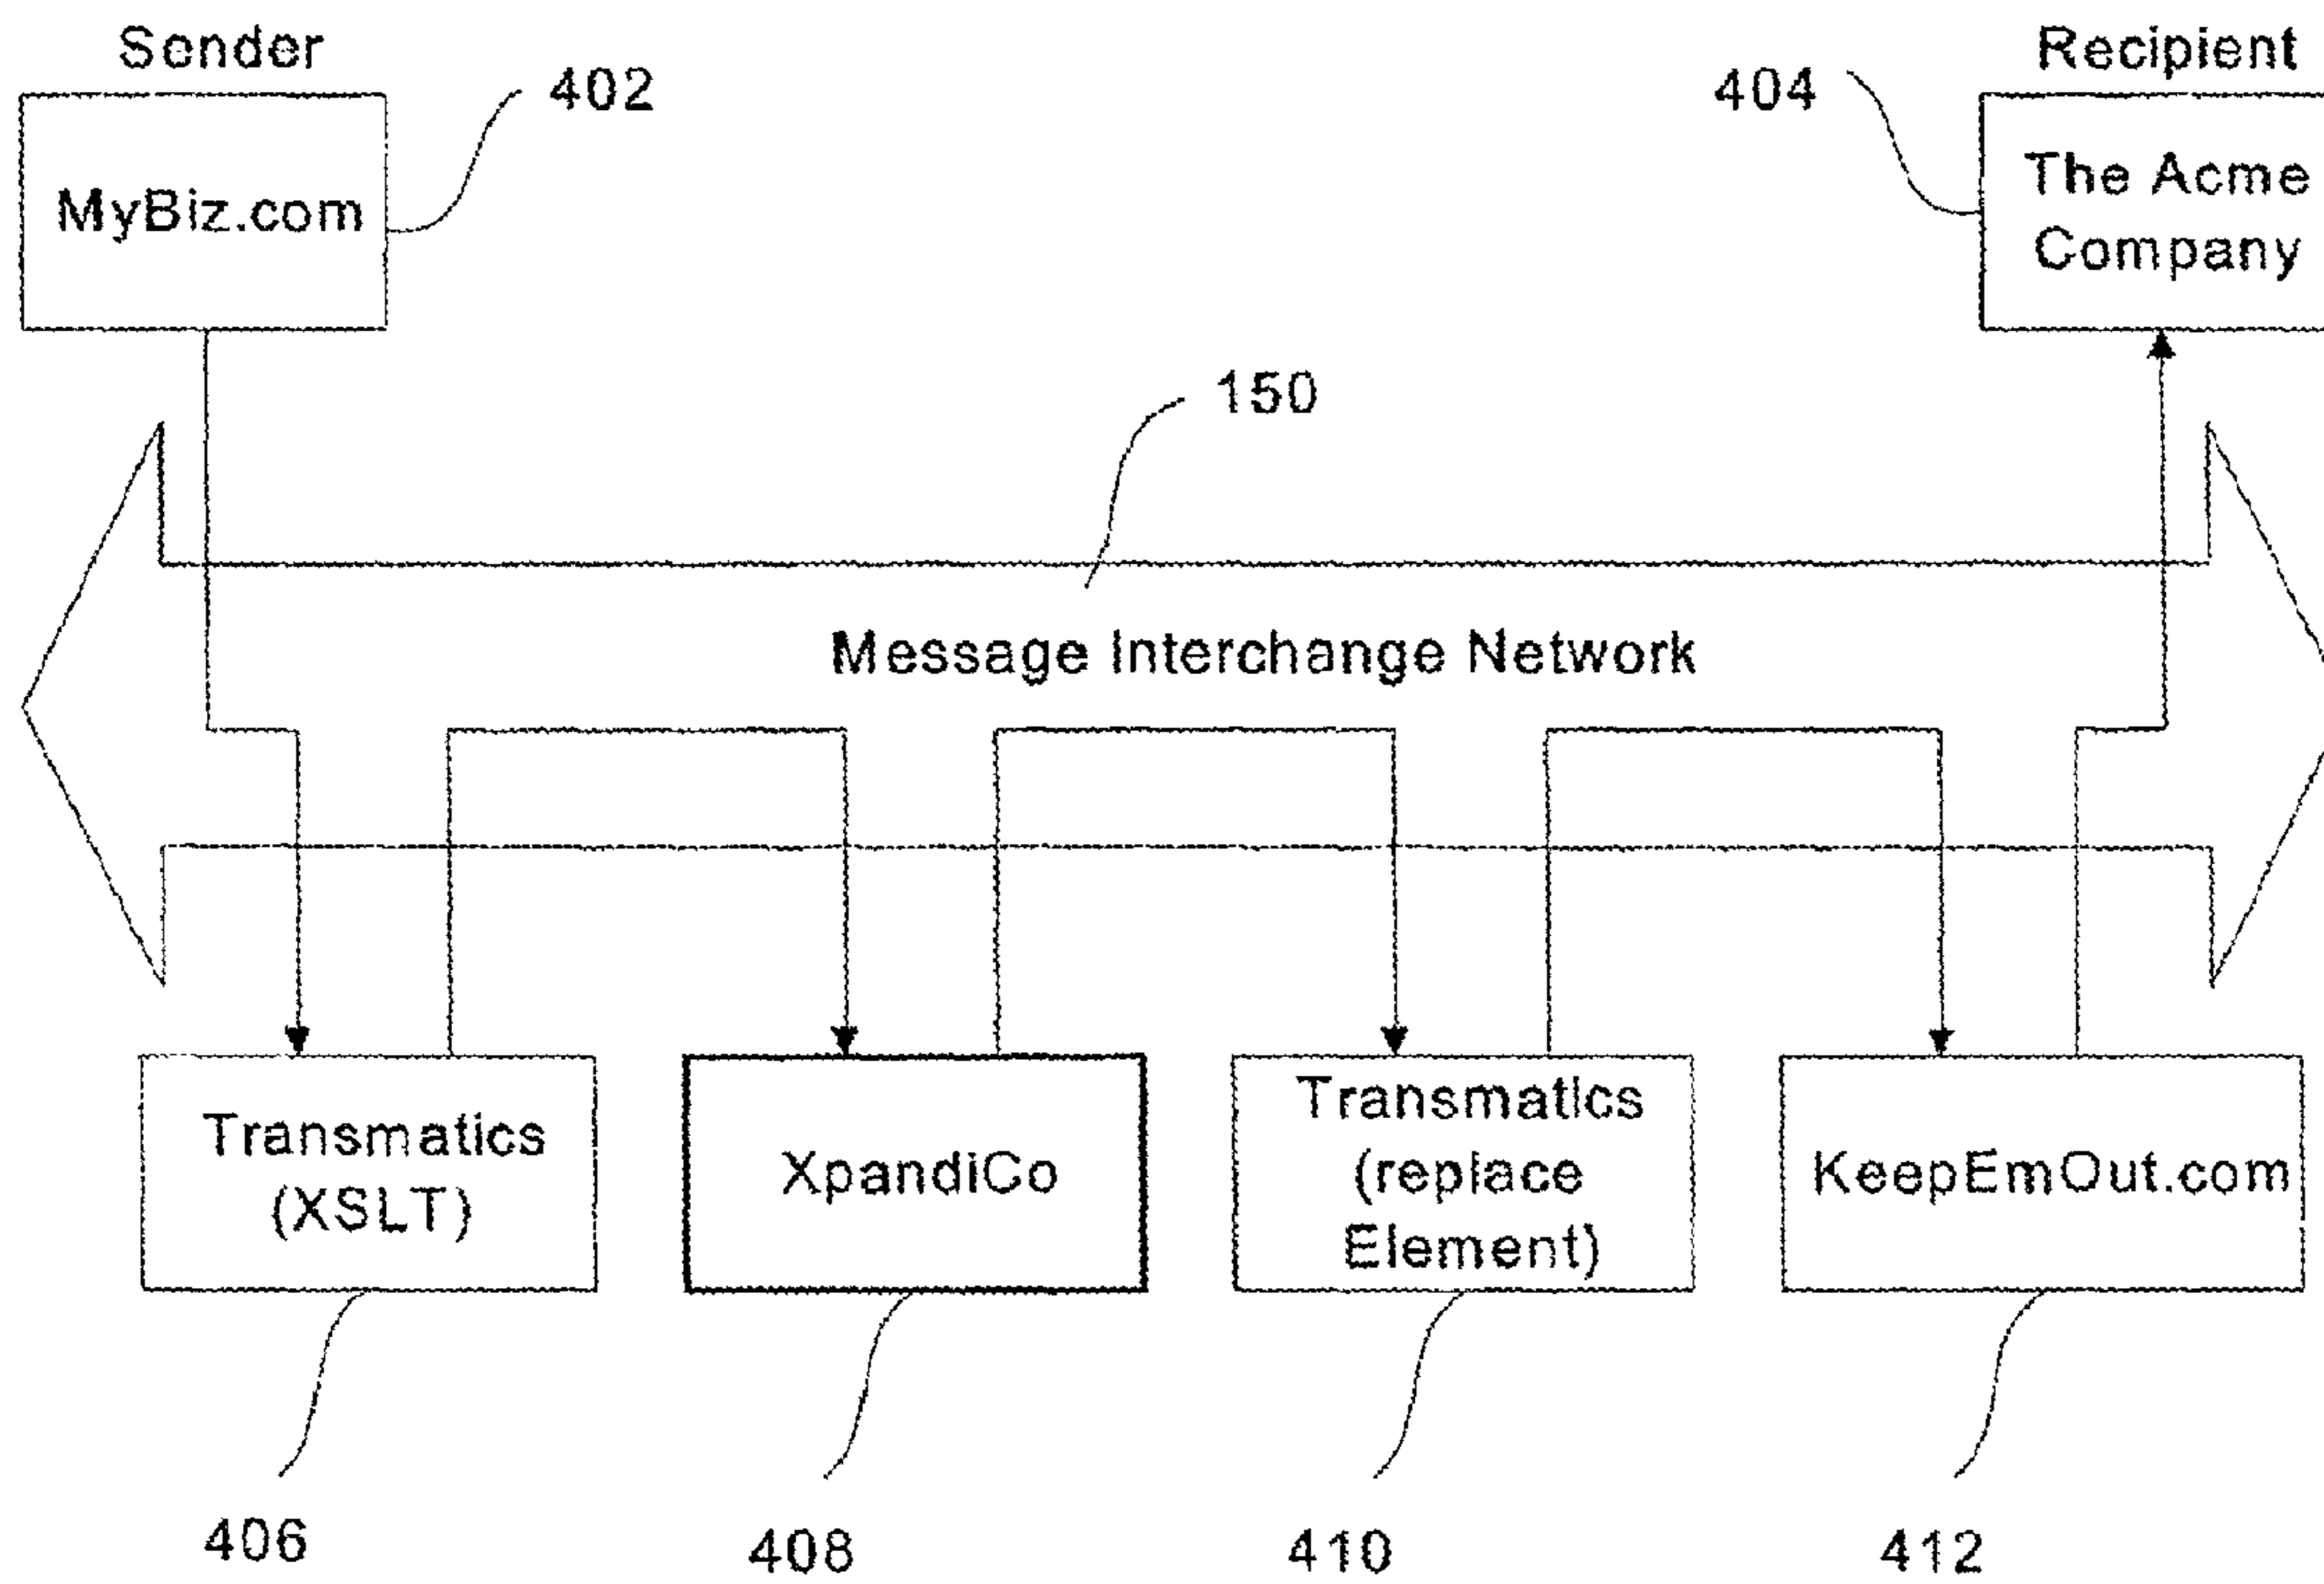 Sender
402
MyBiz.com
Recipient
404
The Acme
Company
150
Message Interchange Network
Transmatics
(XSLT)
XpandiCo
Transmatics
(replace
Element)
KeepEmOut.com
406
408
410
412